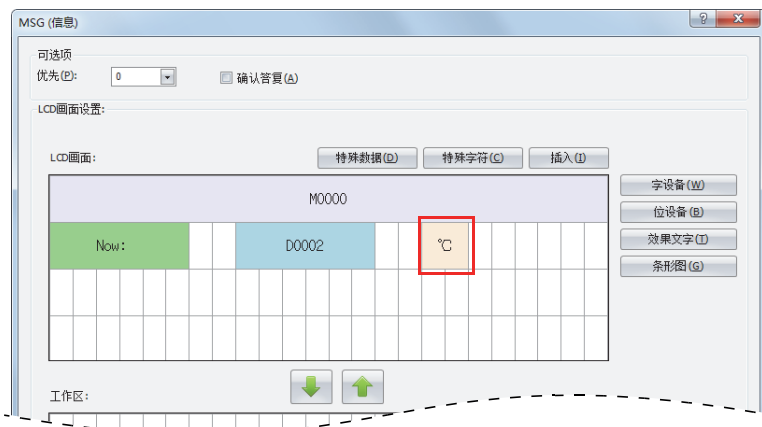 MSG (信息)
可选项
优先(P):
0
确认答复(A)
LCD画面设置:
LCD画面:
特殊数据(D)
特殊字符(C)
插入(I)
M0000
字设备(W)
位设备(B)
Now:
D0002
℃
效果文字(T)
条形图(G)
工作区: